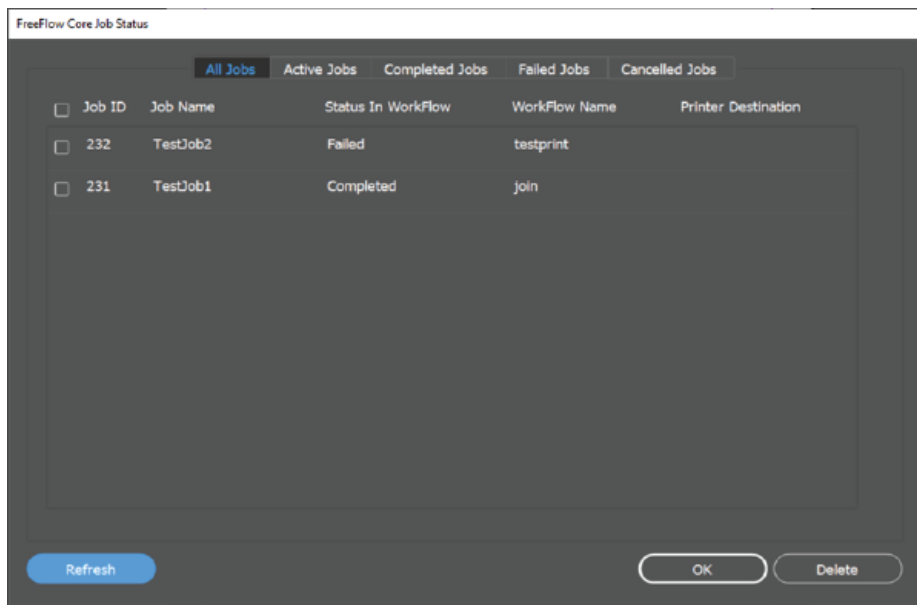 FreeFlow Core Job Status
All Jobs Active Jobs Completed Jobs Failed Jobs Cancelled Jobs
Job ID Job Name Status In WorkFlow WorkFlow Name Printer Destination
232 TestJob2 Failed testprint
231 TestJob1 Completed join
Refresh OK Delete